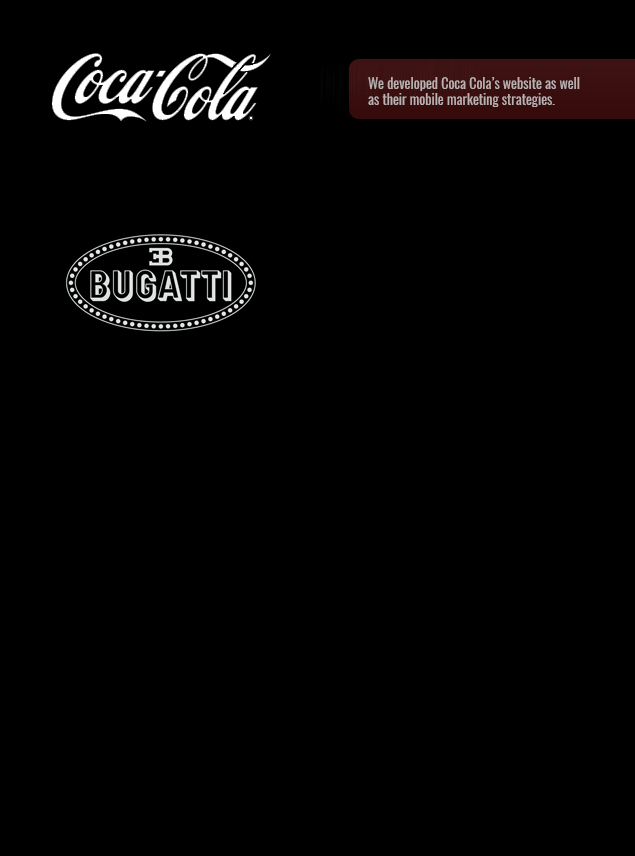 Coca-Cola
We developed Coca Cola's website as well
as their mobile marketing strategies.
EB
BUGATTI